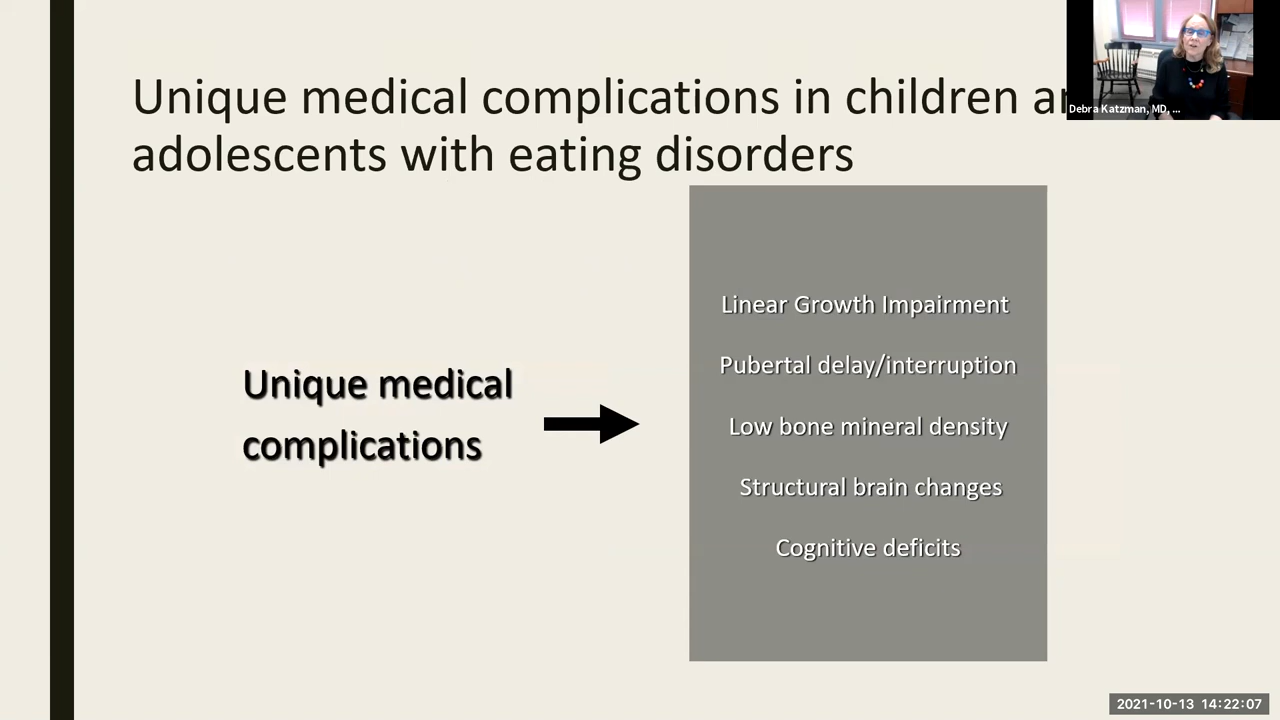 Unique medical complications in children
adolescents with eating disorders
Debra Katzman, MD, ...
Unique medical
complications
Linear Growth Impairment
Pubertal delay/interruption
Low bone mineral density
Structural brain changes
Cognitive deficits
2021-10-13 14:22:07